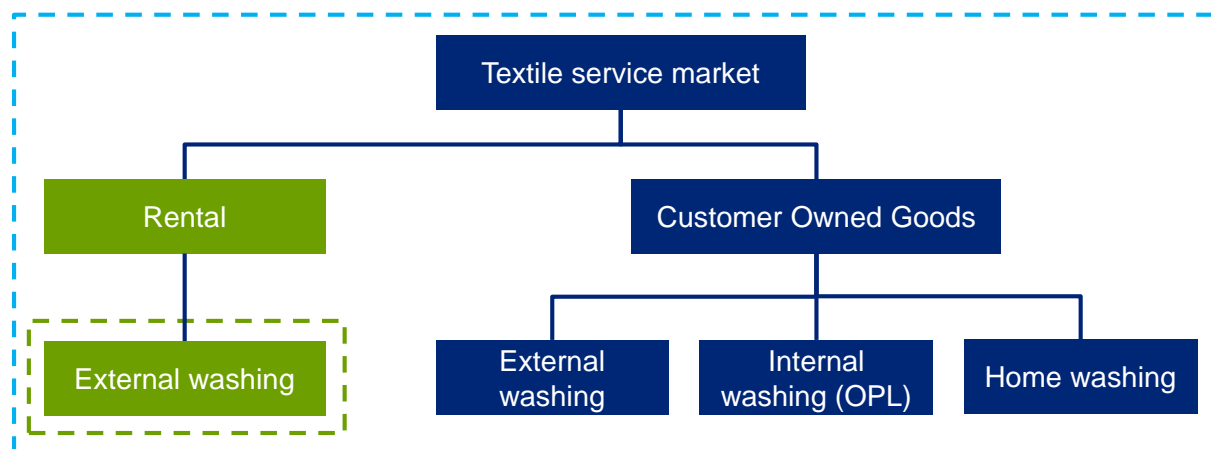 Textile service market
Rental
Customer Owned Goods
External washing
External
washing
Internal
washing (OPL)
Home washing